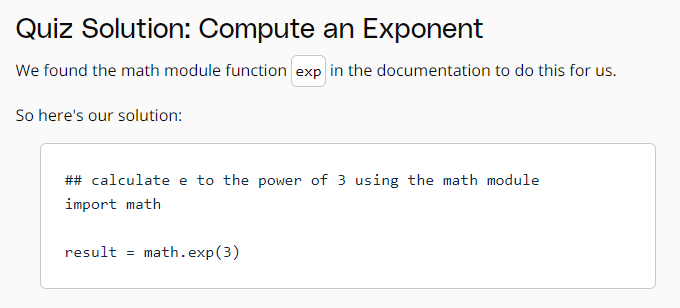 Quiz Solution: Compute an Exponent
We found the math module function exp in the documentation to do this for us.
So here's our solution:
## calculate e to the power of 3 using the math module
import math
result = math.exp(3)